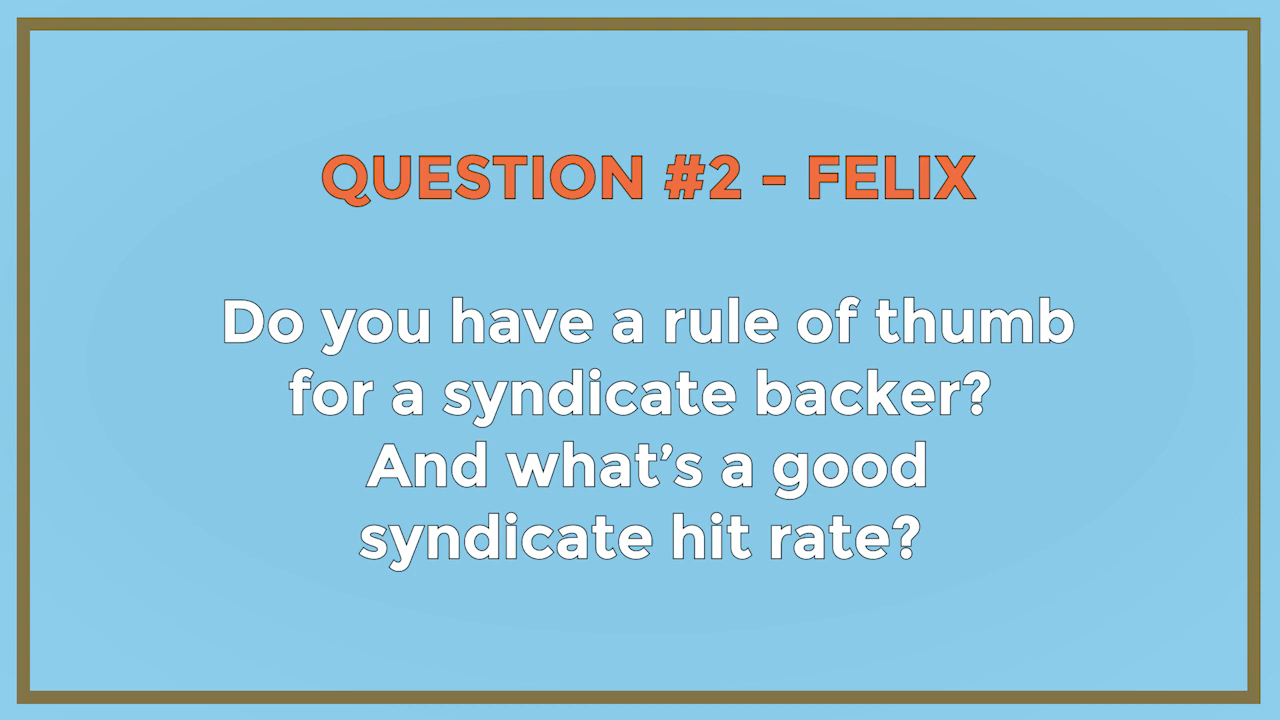 QUESTION #2 - FELIX
Do you have a rule of thumb
for a syndicate backer?
And what’s a good
syndicate hit rate?